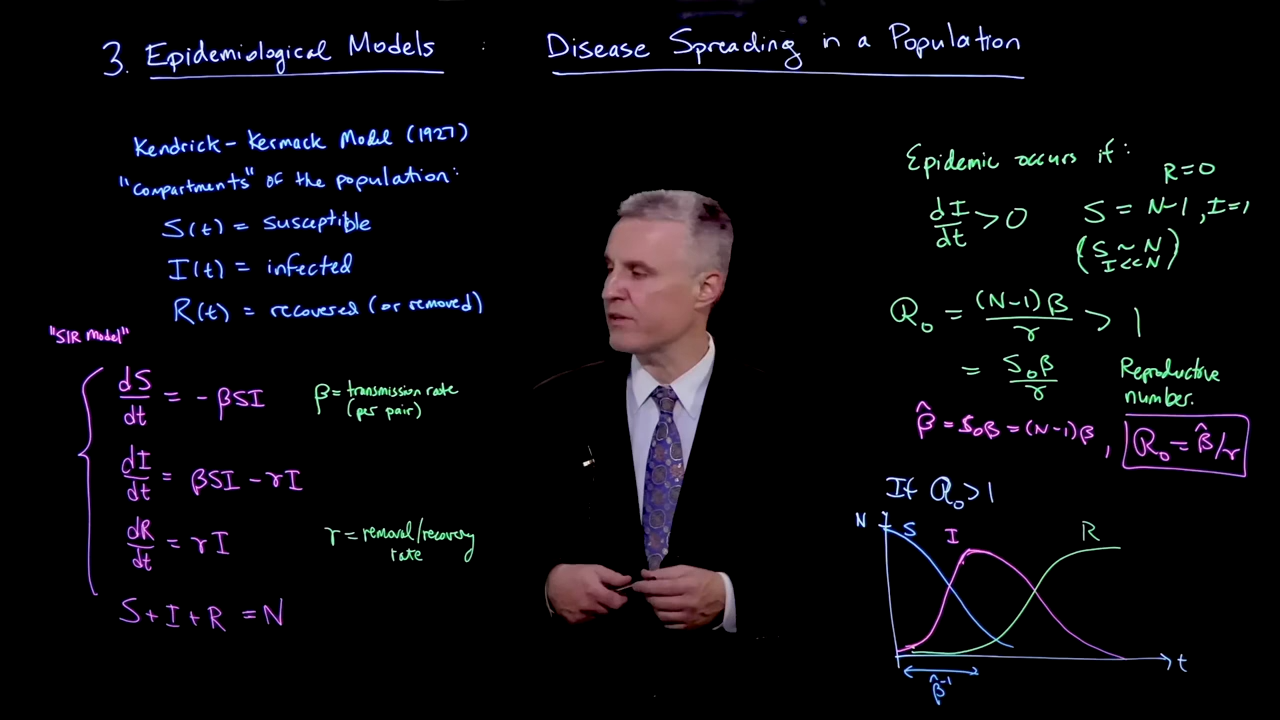 3. Epidemiological Models : Disease Spreading in a Population
Kendrick - Kermack Model (1927)
"compartments" of the population:
S(t) = susceptible
I(t) = infected
R(t) = recovered (or removed)
"SIR Model"
dS/dt = - βSI
β = transmission rate
(per pair)
dI/dt = βSI - γI
dR/dt = γI
γ = removal/recovery
rate
S + I + R = N
Epidemic occurs if:
R=0
dI/dt > 0
S = N-1, I=1
(S ~ N
I << N)
R₀ = (N-1)β/γ > 1
= S₀β/γ
Reproductive
number.
β̂ = S₀β = (N-1)β, R₀ = β̂/γ
If R₀ > 1
N S I R
t
β̂⁻¹